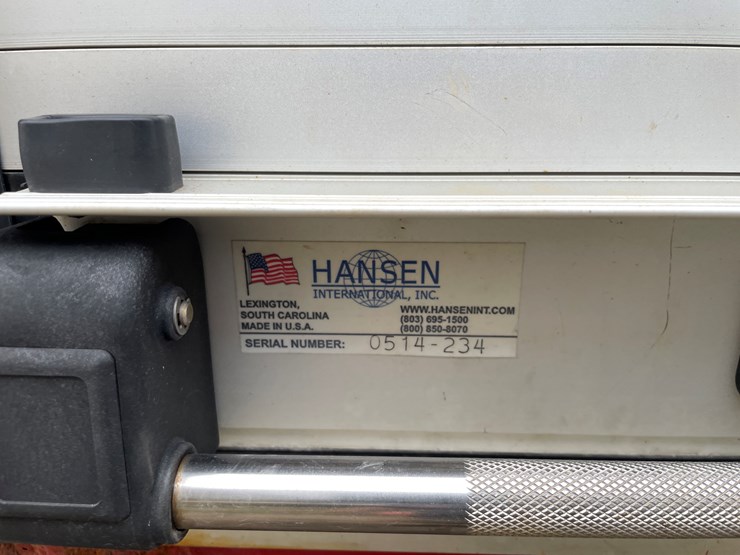 HANSEN
INTERNATIONAL, INC.
LEXINGTON,
SOUTH CAROLINA
MADE IN U.S.A.
WWW.HANSENINT.COM
(803) 695-1500
(800) 850-8070
SERIAL NUMBER: 0514-234